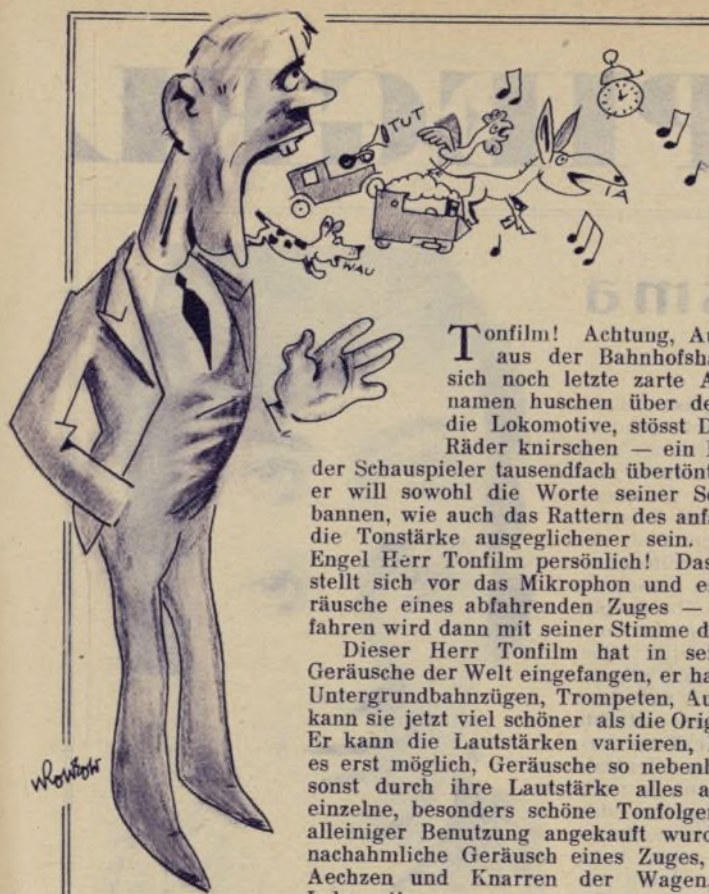 TUT
IA
WAU
Tonfilm! Achtung, Au
aus der Bahnhofsha
sich noch letzte zarte A
namen huschen über de
die Lokomotive, stösst D
Räder knirschen — ein
der Schauspieler tausendfach übertönt
er will sowohl die Worte seiner Se
bannen, wie auch das Rattern des anf
die Tonstärke ausgeglichener sein.
Engel Herr Tonfilm persönlich! Das
stellt sich vor das Mikrophon und e
räusche eines abfahrenden Zuges —
fahren wird dann mit seiner Stimme d
Dieser Herr Tonfilm hat in sei
Geräusche der Welt eingefangen, er ha
Untergrundbahnzügen, Trompeten, Au
kann sie jetzt viel schöner als die Orig
Er kann die Lautstärken variieren,
es erst möglich, Geräusche so nebenh
sonst durch ihre Lautstärke alles a
einzelne, besonders schöne Tonfolgen
alleiniger Benutzung angekauft wurd
nachahmliche Geräusch eines Zuges,
Aechzen und Knarren der Wagen